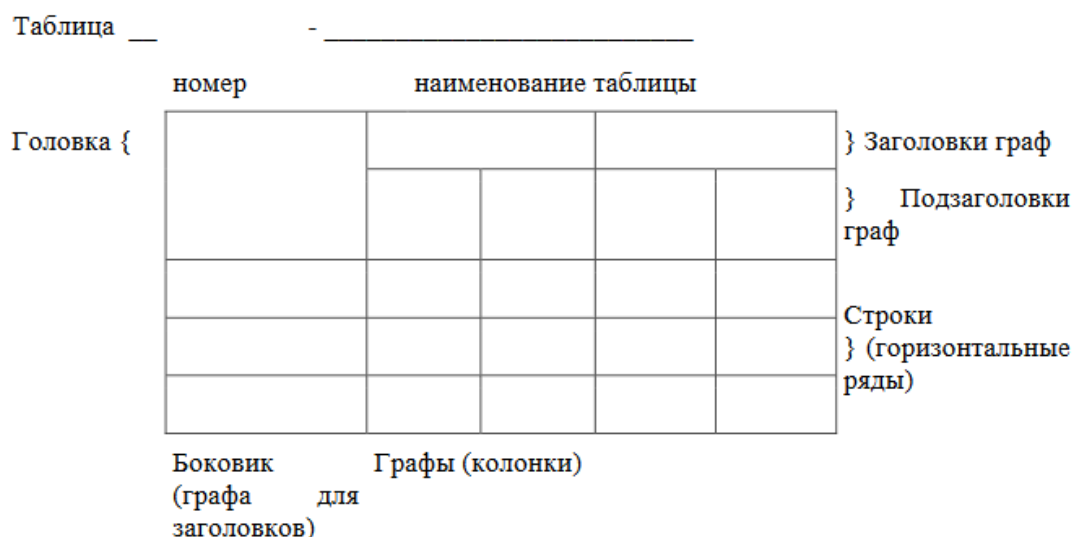 Таблица __ - ____________________________
номер наименование таблицы
Головка { } Заголовки граф
} Подзаголовки
граф
Строки
} (горизонтальные
ряды)
Боковик Графы (колонки)
(графа для
заголовков)